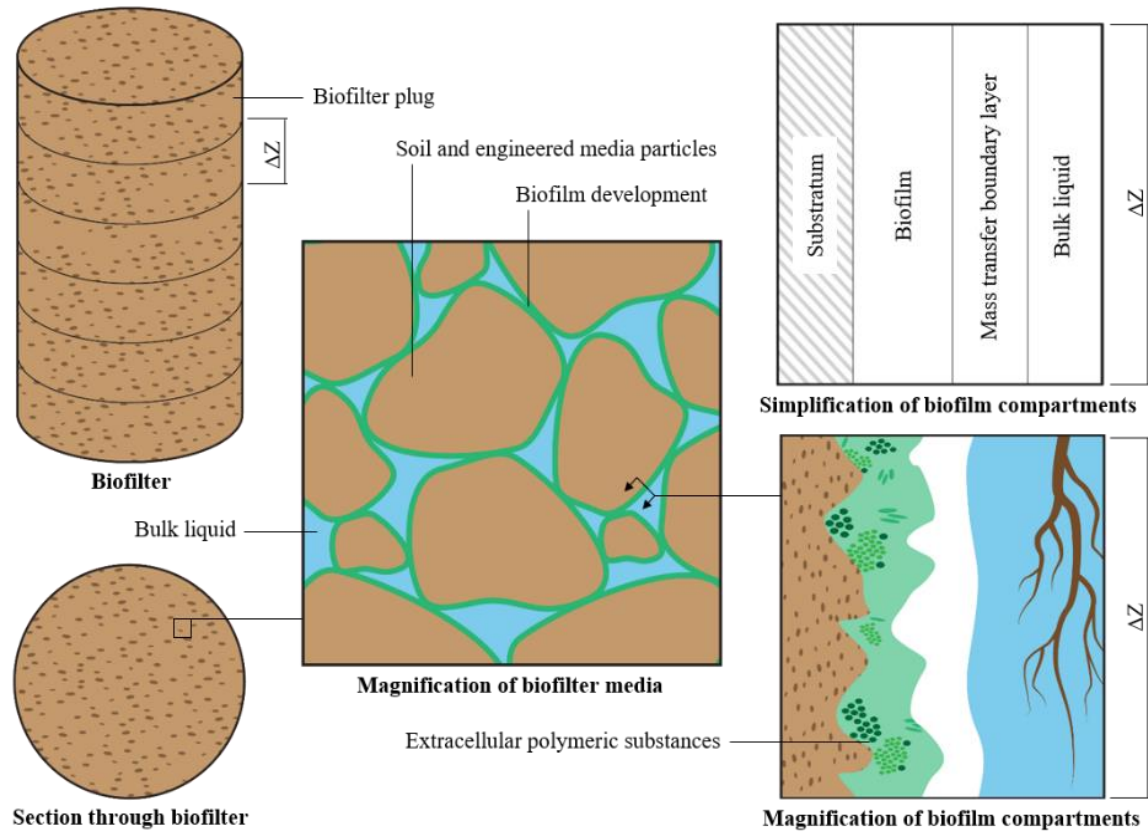 Biofilter plug
ΔZ
Soil and engineered media particles
Biofilm development
Biofilter
Bulk liquid
Section through biofilter
Magnification of biofilter media
Extracellular polymeric substances
Substratum
Biofilm
Mass transfer boundary layer
Bulk liquid
ΔZ
Simplification of biofilm compartments
ΔZ
Magnification of biofilm compartments